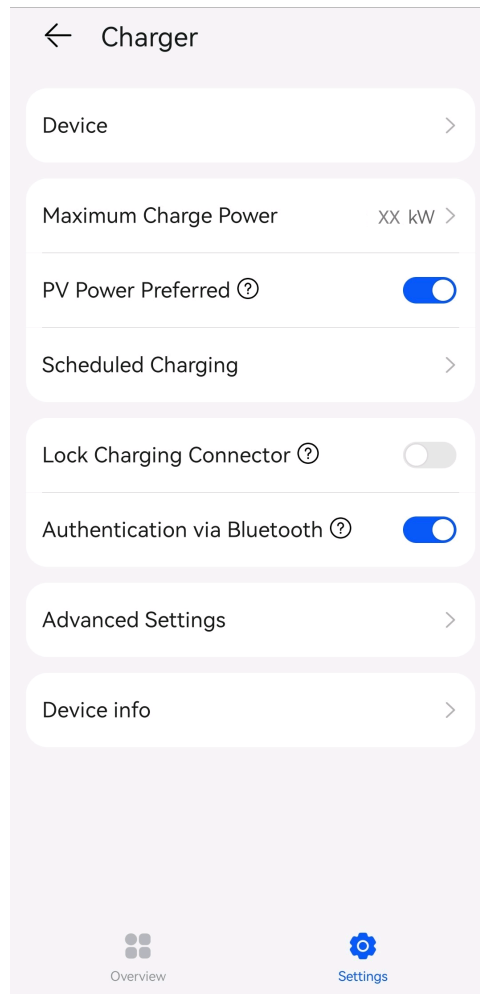 Charger
Device
Maximum Charge Power XX kW
PV Power Preferred ?
Scheduled Charging
Lock Charging Connector ?
Authentication via Bluetooth ?
Advanced Settings
Device info
Overview Settings